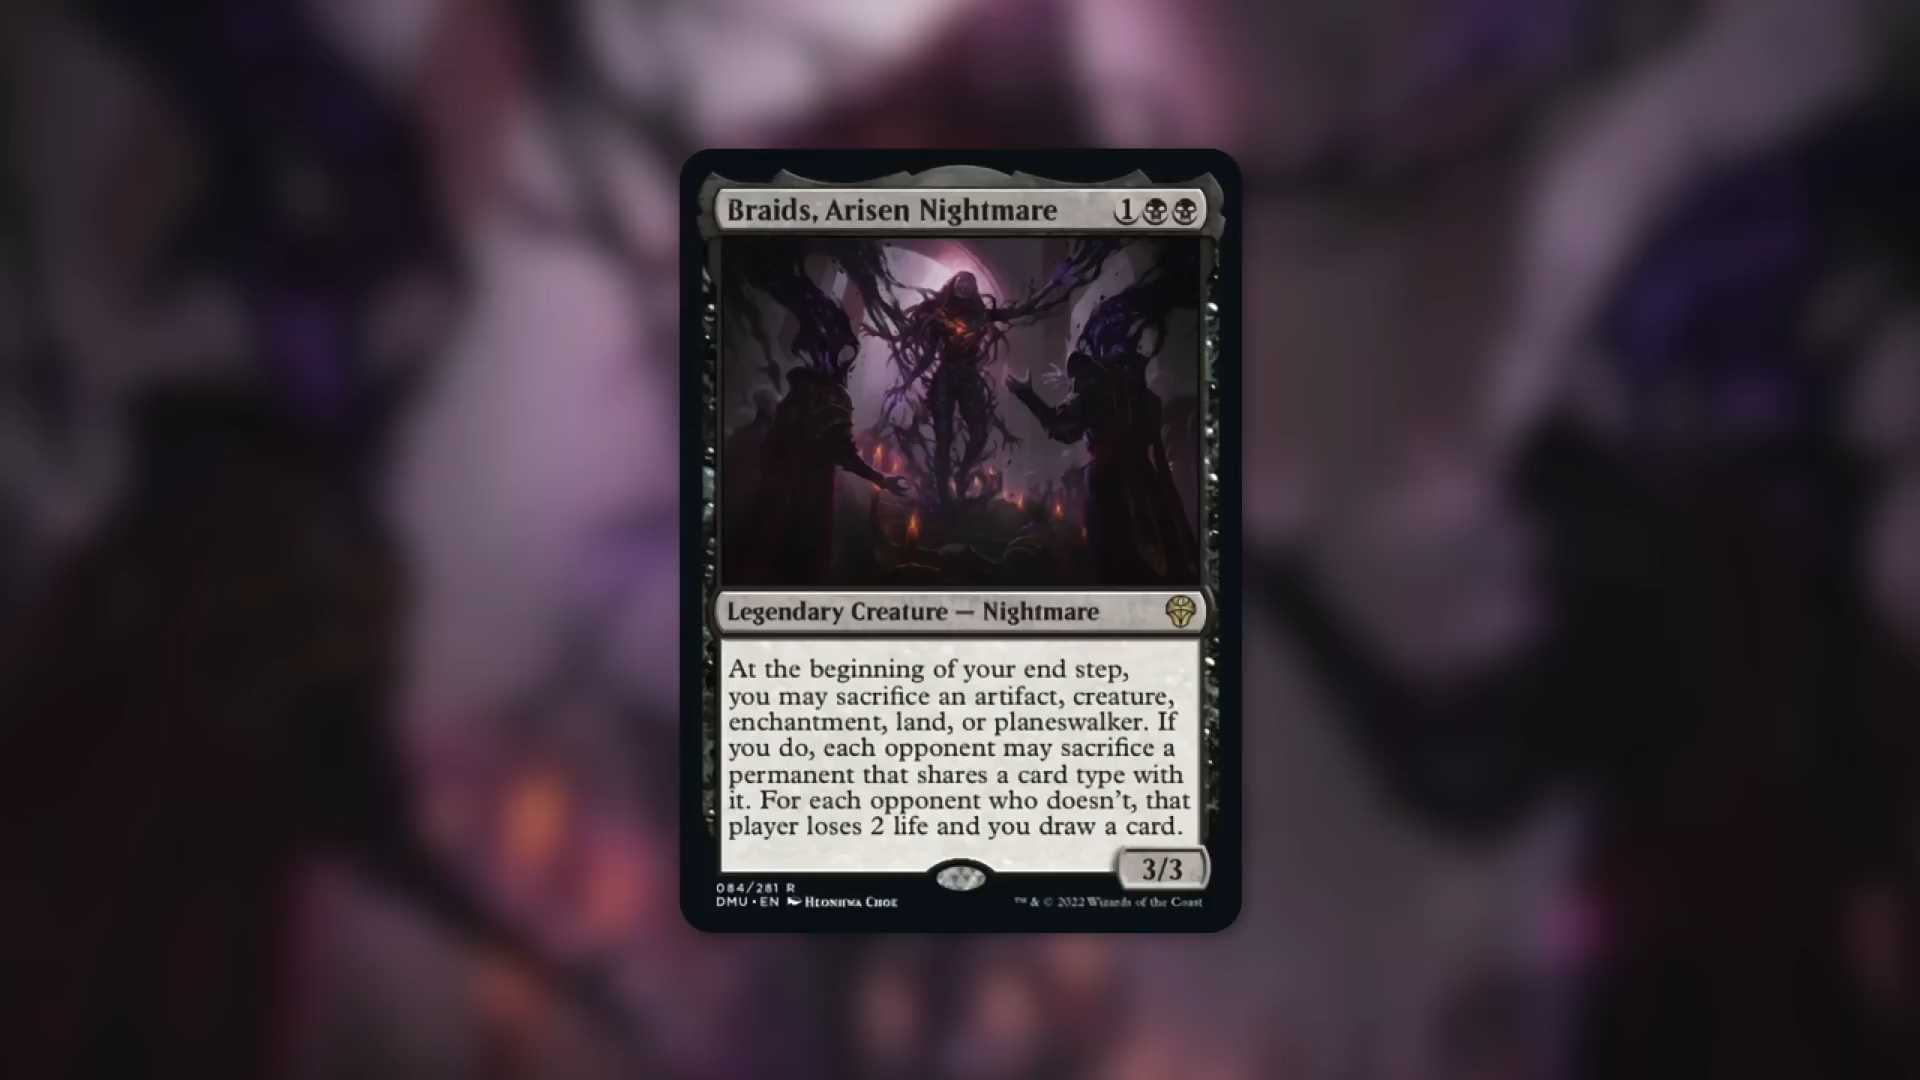 Braids, Arisen Nightmare 1
Legendary Creature — Nightmare
At the beginning of your end step,
you may sacrifice an artifact, creature,
enchantment, land, or planeswalker. If
you do, each opponent may sacrifice a
permanent that shares a card type with
it. For each opponent who doesn't, that
player loses 2 life and you draw a card.
3/3
084/281 R
DMU • EN Heonhwa Choe
™ & © 2022 Wizards of the Coast